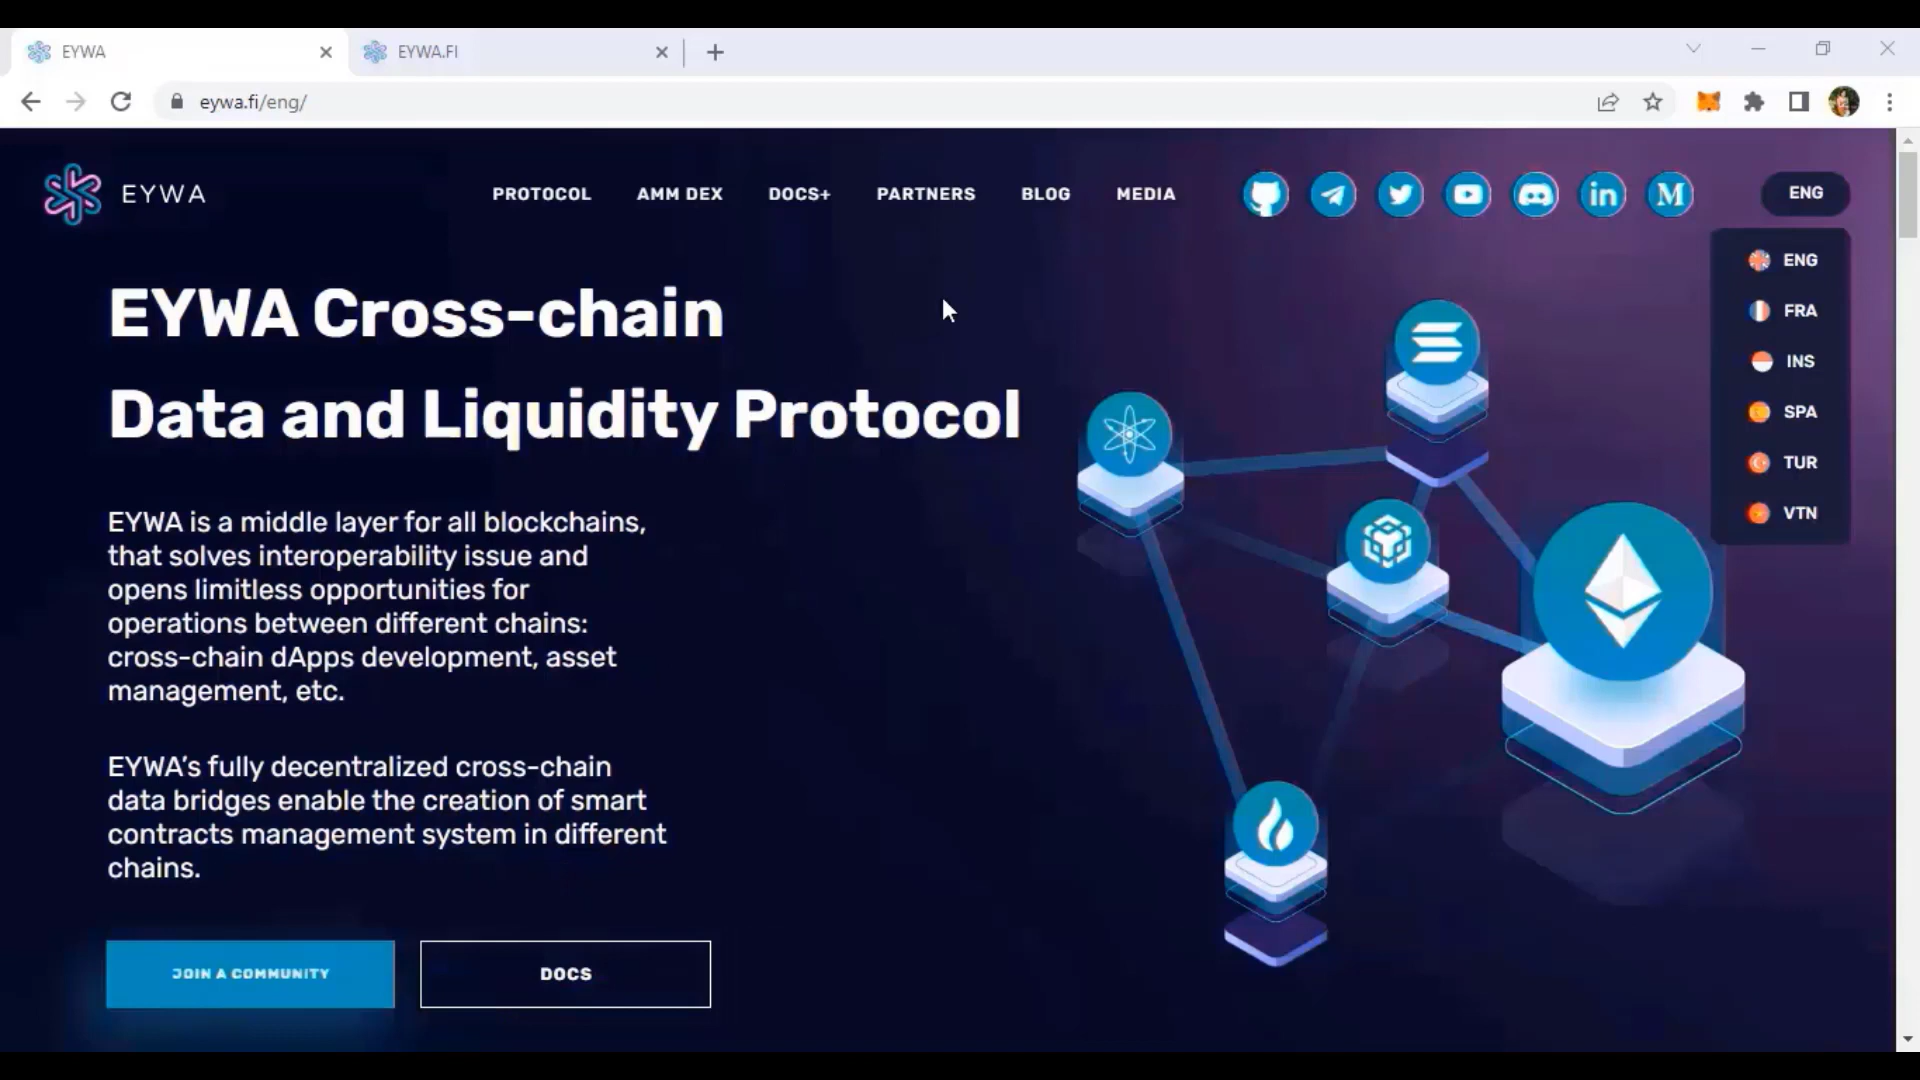 EYWA
EYWA.FI
eywa.fi/eng/
EYWA
PROTOCOL
AMM DEX
DOCS+
PARTNERS
BLOG
MEDIA
ENG
ENG
FRA
INS
SPA
TUR
VTN
EYWA Cross-chain
Data and Liquidity Protocol
EYWA is a middle layer for all blockchains,
that solves interoperability issue and
opens limitless opportunities for
operations between different chains:
cross-chain dApps development, asset
management, etc.
EYWA’s fully decentralized cross-chain
data bridges enable the creation of smart
contracts management system in different
chains.
JOIN A COMMUNITY
DOCS